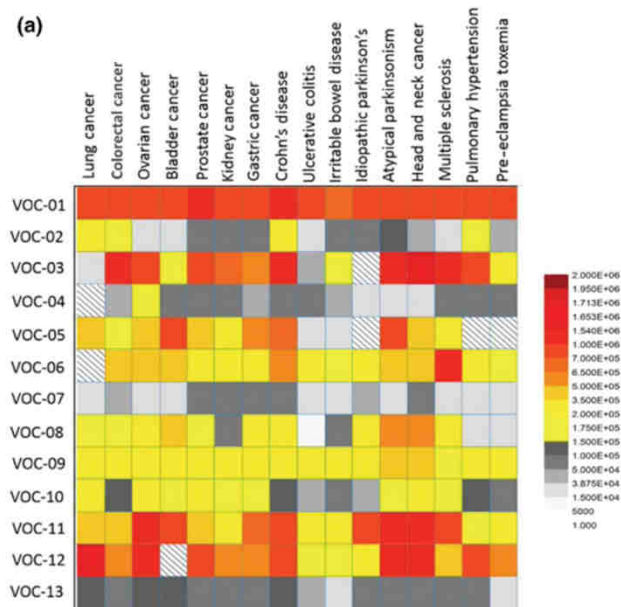 (a)
Lung cancer
Colorectal cancer
Ovarian cancer
Bladder cancer
Prostate cancer
Kidney cancer
Gastric cancer
Crohn's disease
Ulcerative colitis
Irritable bowel disease
Idiopathic parkinson's
Atypical parkinsonism
Head and neck cancer
Multiple sclerosis
Pulmonary hypertension
Pre-eclampsia toxemia
VOC-01
VOC-02
VOC-03
VOC-04
VOC-05
VOC-06
VOC-07
VOC-08
VOC-09
VOC-10
VOC-11
VOC-12
VOC-13
2.000E+06
1.950E+06
1.713E+06
1.653E+06
1.540E+06
1.000E+06
7.000E+05
6.500E+05
5.000E+05
3.500E+05
2.000E+05
1.750E+05
1.500E+05
1.000E+05
5.000E+04
3.875E+04
1.500E+04
5000
1.000